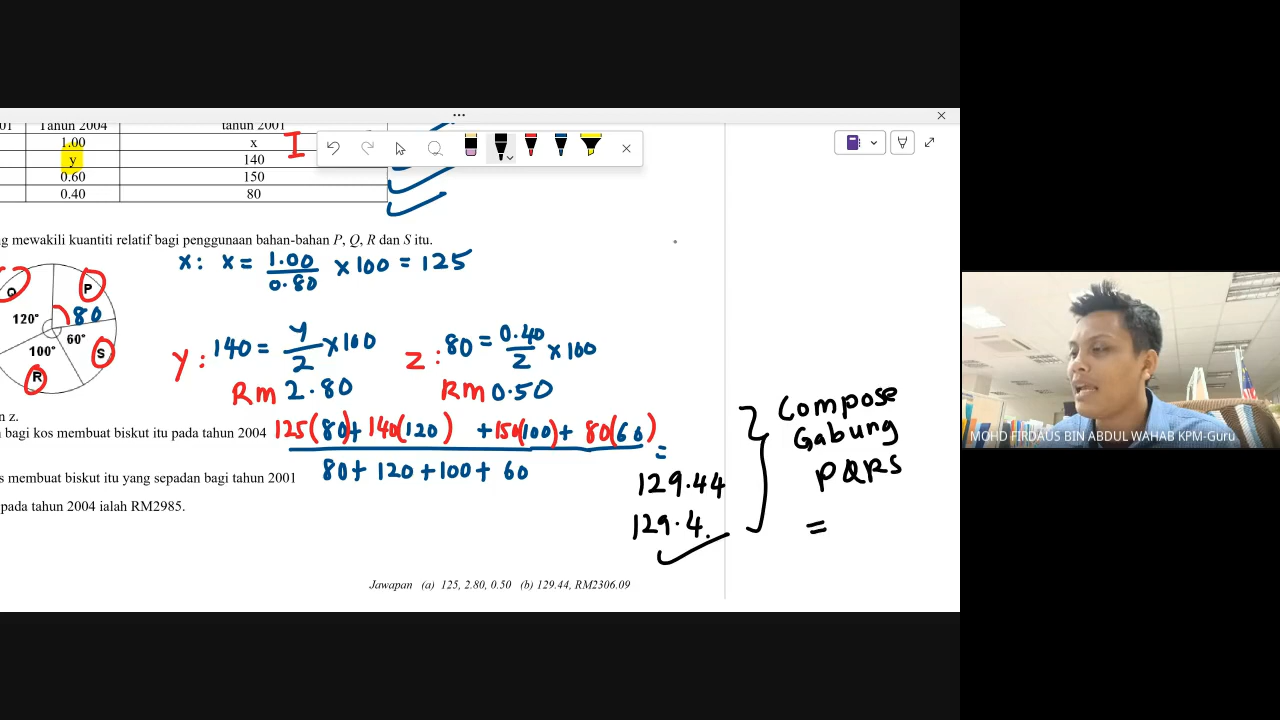 01 Tahun 2004 tahun 2001
1.00 x I
y 140
0.60 150
0.40 80
g mewakili kuantiti relatif bagi penggunaan bahan-bahan P, Q, R dan S itu.
x: x = 1.00/0.80 x 100 = 125
Q P
120° 80
60°
100° S
R
y: 140 = y/2 x 100 z: 80 = 0.40/z x 100
Rm 2.80 Rm 0.50
n z.
bagi kos membuat biskut itu pada tahun 2004
125(80) + 140(120) + 150(100) + 80(60) =
80 + 120 + 100 + 60
s membuat biskut itu yang sepadan bagi tahun 2001
pada tahun 2004 ialah RM2985.
129.44
129.4
Compose
Gabung
PQRS
=
Jawapan (a) 125, 2.80, 0.50 (b) 129.44, RM2306.09
MOHD FIRDAUS BIN ABDUL WAHAB KPM-Guru